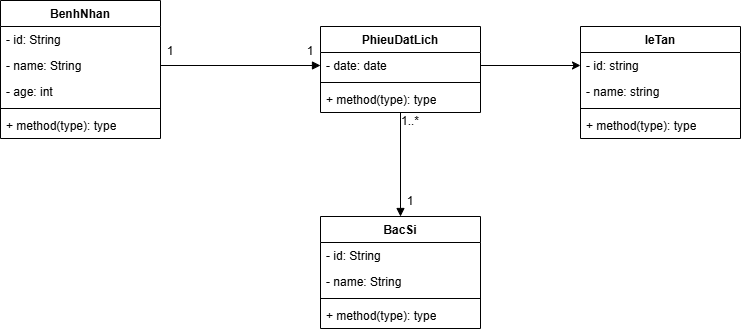 BenhNhan
- id: String
- name: String
- age: int
+ method(type): type
1
1
PhieuDatLich
- date: date
+ method(type): type
1..*
1
leTan
- id: string
- name: string
+ method(type): type
BacSi
- id: String
- name: String
+ method(type): type